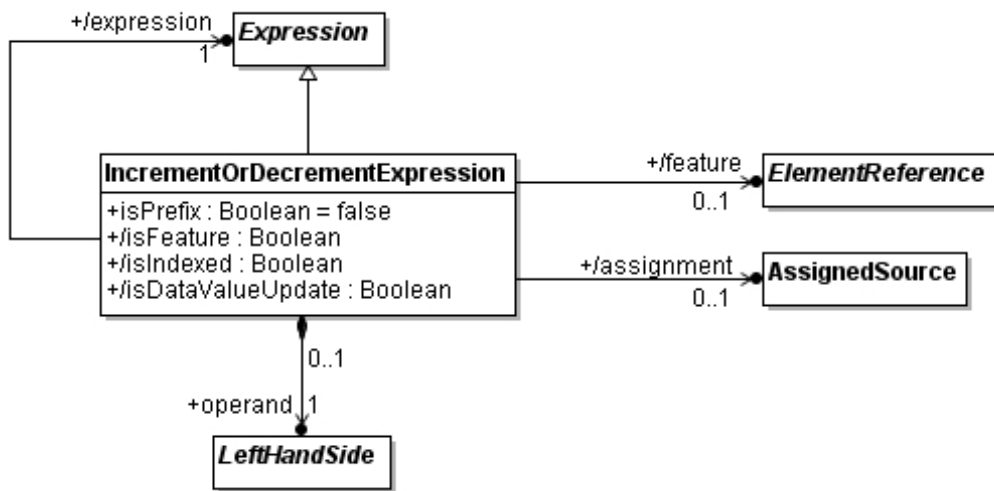 +/expression
1
Expression
IncrementOrDecrementExpression
+isPrefix : Boolean = false
+/isFeature : Boolean
+/isIndexed : Boolean
+/isDataValueUpdate : Boolean
+/feature
0..1
ElementReference
+/assignment
0..1
AssignedSource
0..1
+operand 1
LeftHandSide